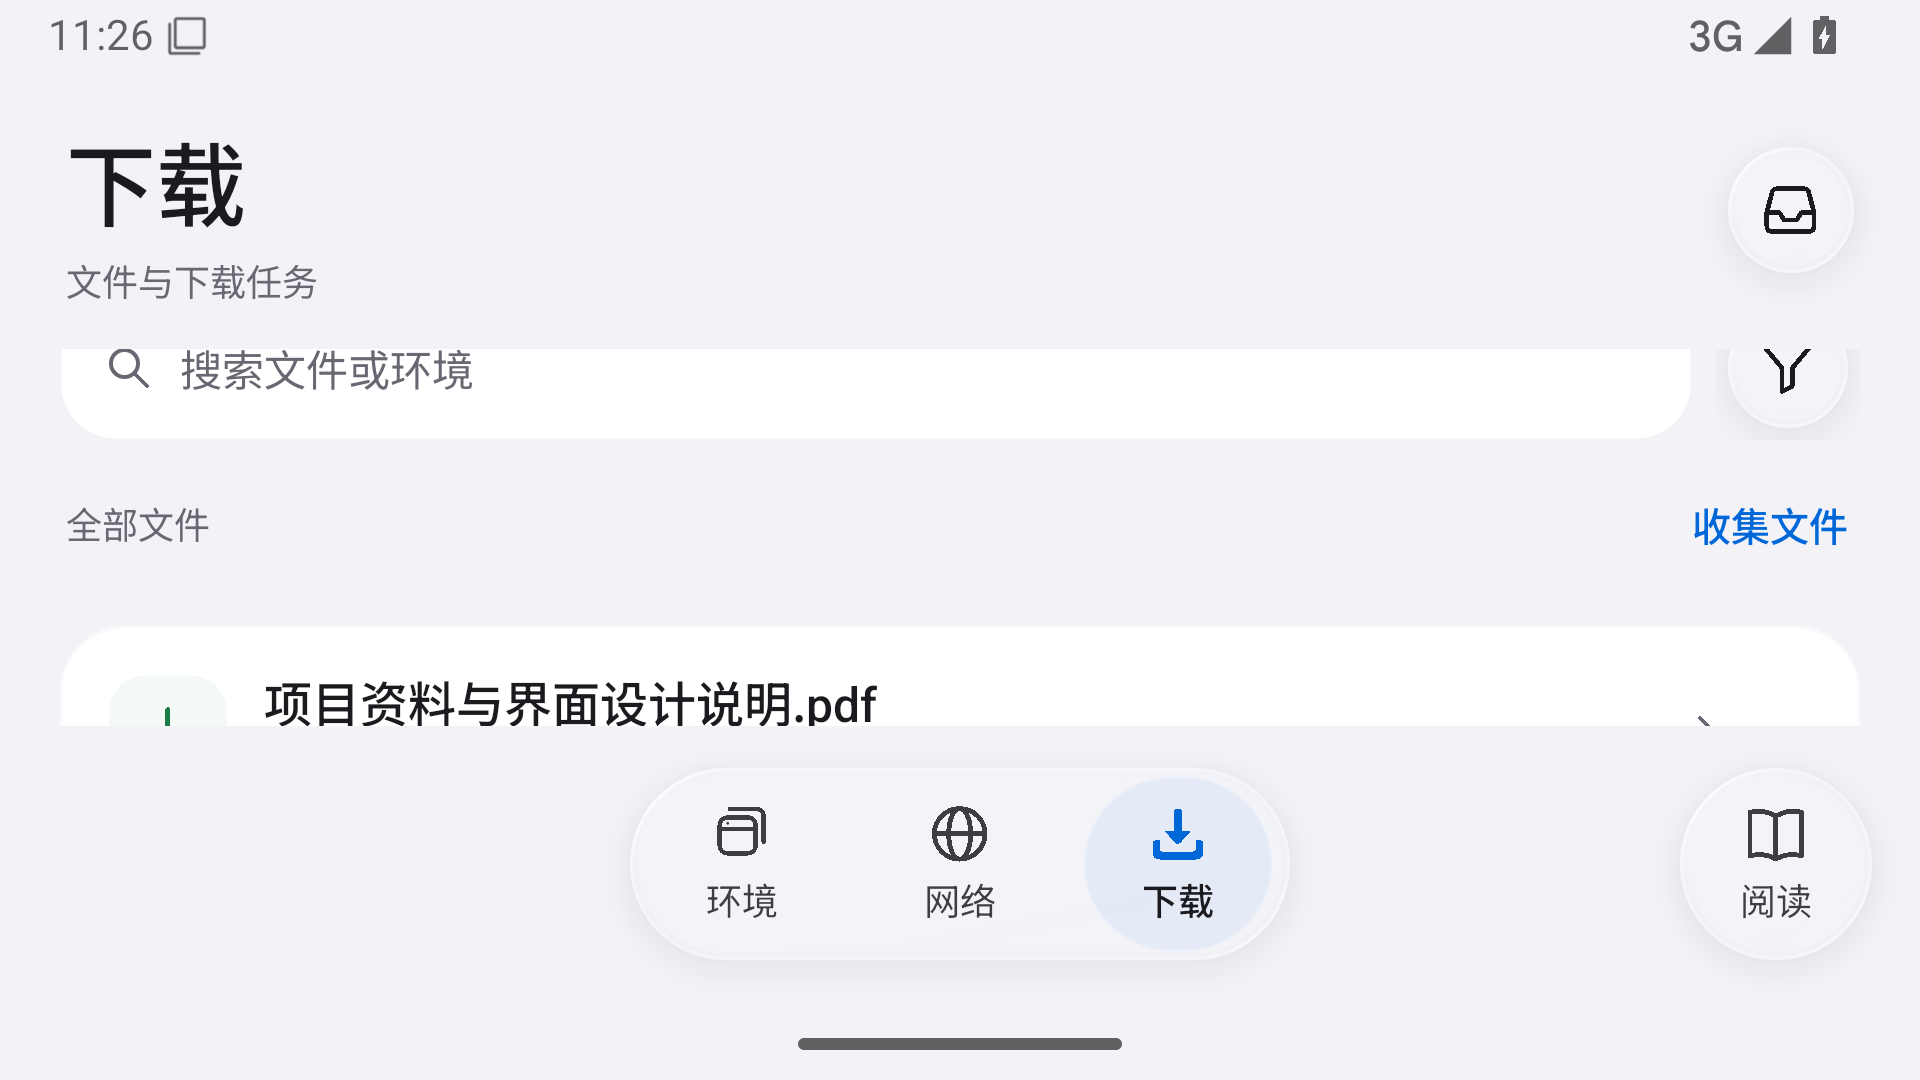 11:26
3G
下载
文件与下载任务
搜索文件或环境
全部文件
收集文件
项目资料与界面设计说明.pdf
环境
网络
下载
阅读